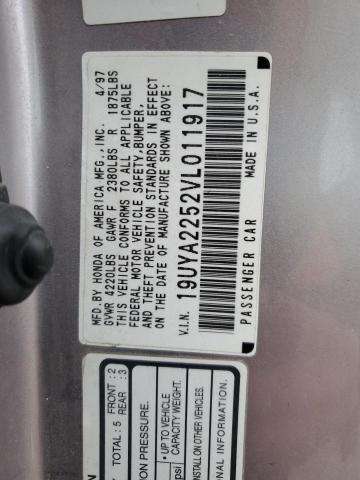 MFD.BY HONDA OF AMERICA MFG., INC. 4/97
GVWR 4220LBS GAWR F 2380LBS R 1875LBS
THIS VEHICLE CONFORMS TO ALL APPLICABLE
FEDERAL MOTOR VEHICLE SAFETY, BUMPER,
AND THEFT PREVENTION STANDARDS IN EFFECT
ON THE DATE OF MANUFACTURE SHOWN ABOVE.
V.I.N. 19UYA2252VL011917
PASSENGER CAR MADE IN U.S.A.
TOTAL: 5 FRONT: 2
REAR : 3
ION PRESSURE.
• UP TO VEHICLE
CAPACITY WEIGHT.
psi
INSTALL ON OTHER VEHICLES.
NAL INFORMATION.